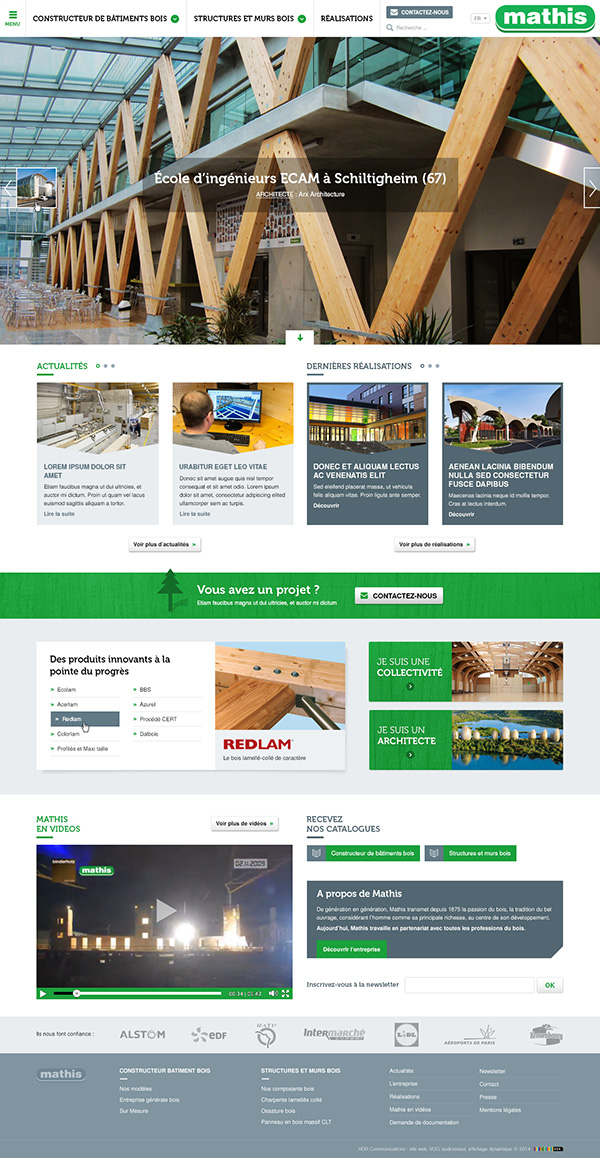 MENU
CONSTRUCTEUR DE BÂTIMENTS BOIS
STRUCTURES ET MURS BOIS
RÉALISATIONS
CONTACTEZ-NOUS
Recherche ...
FR
mathis
École d'ingénieurs ECAM à Schiltigheim (67)
ARCHITECTE : Arx Architecture
ACTUALITÉS
LOREM IPSUM DOLOR SIT
AMET
Etiam faucibus magna ut dui ultricies, et
auctor mi dictum. Proin ut quam vel lacus
euismod sagittis aliquam a tortor.
Lire la suite
URABITUR EGET LEO VITAE
Donec sit amet augue quis nisl tempor
consequat et sit amet odio. Lorem ipsum
dolor sit amet, consectetur adipiscing elited
ullamcorper sem ac turpis.
Lire la suite
Voir plus d'actualités »
DERNIÈRES RÉALISATIONS
DONEC ET ALIQUAM LECTUS
AC VENENATIS ELIT
Sed eleifend placerat massa, ut vehicula
felis aliquam vitae. Proin ligula ante semper.
Découvrir
AENEAN LACINIA BIBENDUM
NULLA SED CONSECTETUR
FUSCE DAPIBUS
Maecenas lacinia neque id mollis tempor.
Cras at lectus interdum.
Découvrir
Voir plus de réalisations »
Vous avez un projet ?
Etiam faucibus magna ut dui ultricies, et auctor mi dictum
CONTACTEZ-NOUS
Des produits innovants à la
pointe du progrès
» Ecolam
» Acerlam
» Redlam
» Colorlam
» Profilés et Maxi taille
» BBS
» Azurel
» Procédé CERT
» Dalbois
REDLAM
Le bois lamellé-collé de caractère
JE SUIS UNE
COLLECTIVITÉ
JE SUIS UN
ARCHITECTE
MATHIS
EN VIDEOS
Voir plus de vidéos »
binderholz
mathis
02.11.2009
00:14 | 01:43
RECEVEZ
NOS CATALOGUES
Constructeur de bâtiments bois
Structures et murs bois
A propos de Mathis
De génération en génération, Mathis transmet depuis 1875 la passion du bois, la tradition du bel
ouvrage, considérant l'homme comme sa principale richesse, au centre de son développement.
Aujourd'hui, Mathis travaille en partenariat avec toutes les professions du bois.
Découvrir l'entreprise
Inscrivez-vous à la newsletter
OK
Ils nous font confiance :
ALSTOM
eDF
RATP
Intermarché
LIDL
AÉROPORTS DE PARIS
mathis
CONSTRUCTEUR BATIMENT BOIS
Nos modèles
Entreprise générale bois
Sur Mesure
STRUCTURES ET MURS BOIS
Nos composants bois
Charpente lamellés collé
Ossature bois
Panneau en bois massif CLT
Actualités
L'entreprise
Réalisations
Mathis en vidéos
Demande de documentation
Newsletter
Contact
Presse
Mentions légales
HDR Communications : site web, VOD, audiovisuel, affichage dynamique © 2014